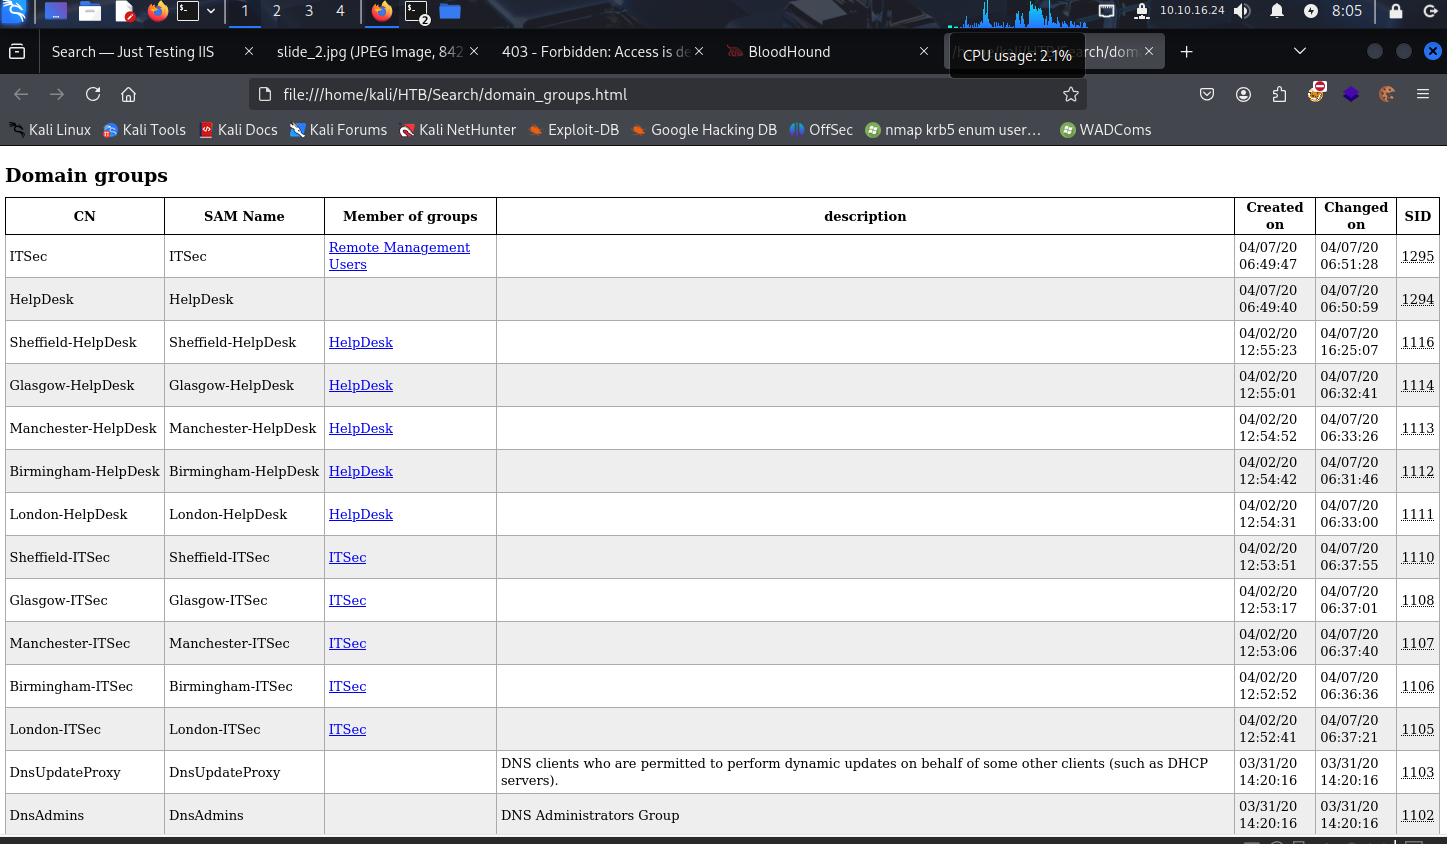 1 2 3 4 2 10.10.16.24 8:05
Search — Just Testing IIS
slide_2.jpg (JPEG Image, 842
403 - Forbidden: Access is de
BloodHound
CPU usage: 2.1%
file:///home/kali/HTB/Search/domain_groups.html
Kali Linux Kali Tools Kali Docs Kali Forums Kali NetHunter Exploit-DB Google Hacking DB OffSec nmap krb5 enum user... WADComs
Domain groups
CN SAM Name Member of groups description Created on Changed on SID
ITSec ITSec Remote Management Users 04/07/20 06:49:47 04/07/20 06:51:28 1295
HelpDesk HelpDesk 04/07/20 06:49:40 04/07/20 06:50:59 1294
Sheffield-HelpDesk Sheffield-HelpDesk HelpDesk 04/02/20 12:55:23 04/07/20 16:25:07 1116
Glasgow-HelpDesk Glasgow-HelpDesk HelpDesk 04/02/20 12:55:01 04/07/20 06:32:41 1114
Manchester-HelpDesk Manchester-HelpDesk HelpDesk 04/02/20 12:54:52 04/07/20 06:33:26 1113
Birmingham-HelpDesk Birmingham-HelpDesk HelpDesk 04/02/20 12:54:42 04/07/20 06:31:46 1112
London-HelpDesk London-HelpDesk HelpDesk 04/02/20 12:54:31 04/07/20 06:33:00 1111
Sheffield-ITSec Sheffield-ITSec ITSec 04/02/20 12:53:51 04/07/20 06:37:55 1110
Glasgow-ITSec Glasgow-ITSec ITSec 04/02/20 12:53:17 04/07/20 06:37:01 1108
Manchester-ITSec Manchester-ITSec ITSec 04/02/20 12:53:06 04/07/20 06:37:40 1107
Birmingham-ITSec Birmingham-ITSec ITSec 04/02/20 12:52:52 04/07/20 06:36:36 1106
London-ITSec London-ITSec ITSec 04/02/20 12:52:41 04/07/20 06:37:21 1105
DnsUpdateProxy DnsUpdateProxy DNS clients who are permitted to perform dynamic updates on behalf of some other clients (such as DHCP servers). 03/31/20 14:20:16 03/31/20 14:20:16 1103
DnsAdmins DnsAdmins DNS Administrators Group 03/31/20 14:20:16 03/31/20 14:20:16 1102